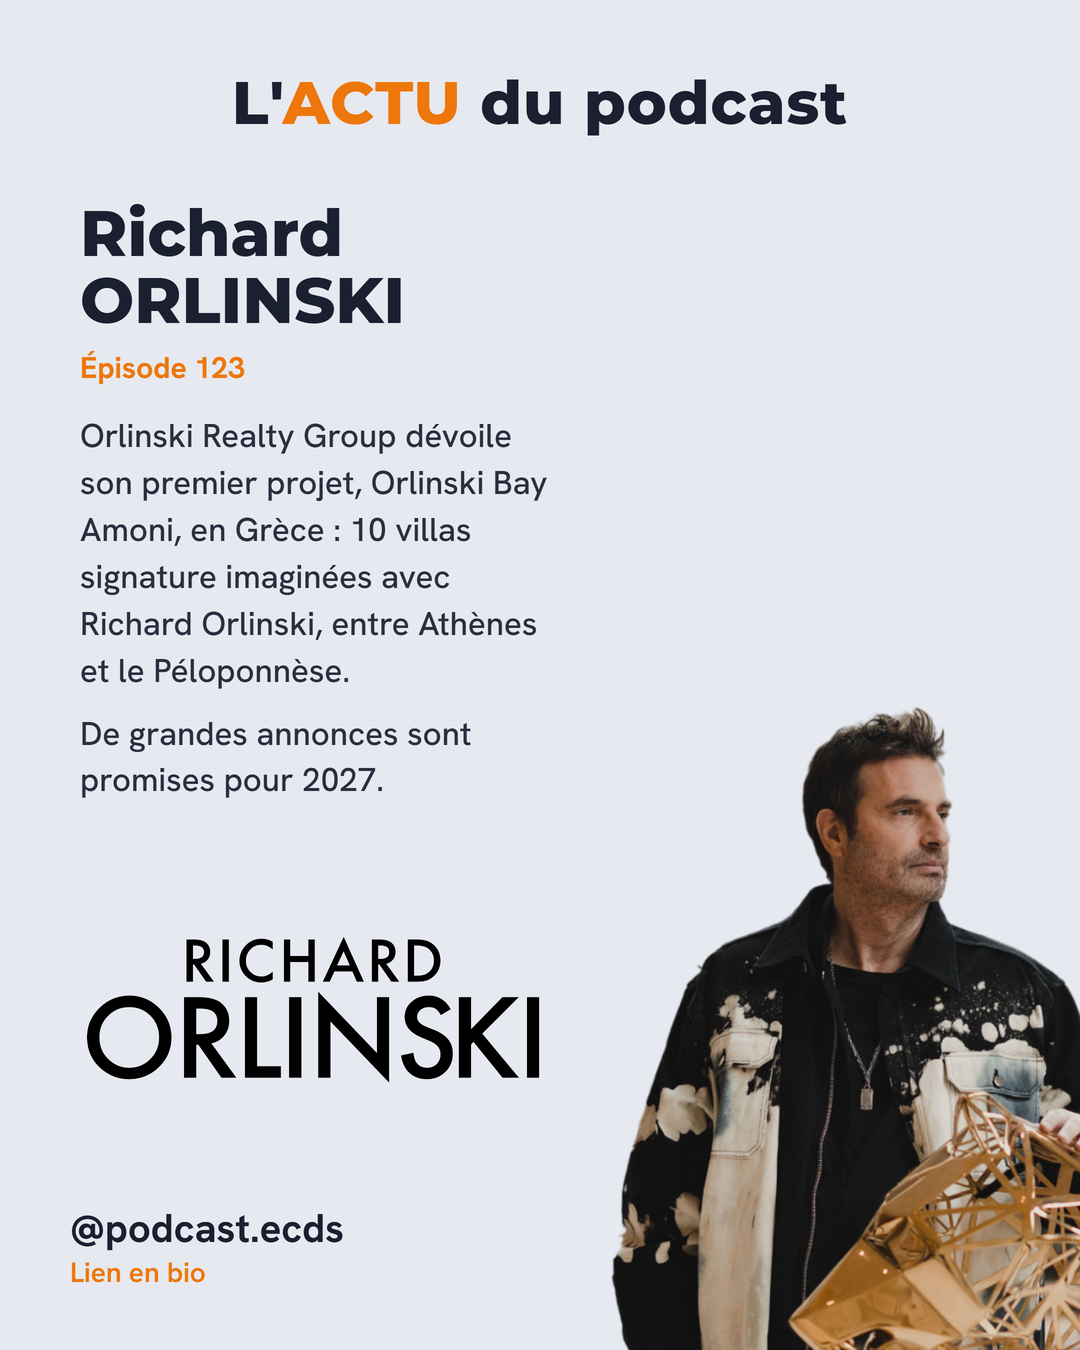 L'ACTU du podcast
Richard
ORLINSKI
Épisode 123
Orlinski Realty Group dévoile
son premier projet, Orlinski Bay
Amoni, en Grèce : 10 villas
signature imaginées avec
Richard Orlinski, entre Athènes
et le Péloponnèse.
De grandes annonces sont
promises pour 2027.
RICHARD
ORLINSKI
@podcast.ecds
Lien en bio